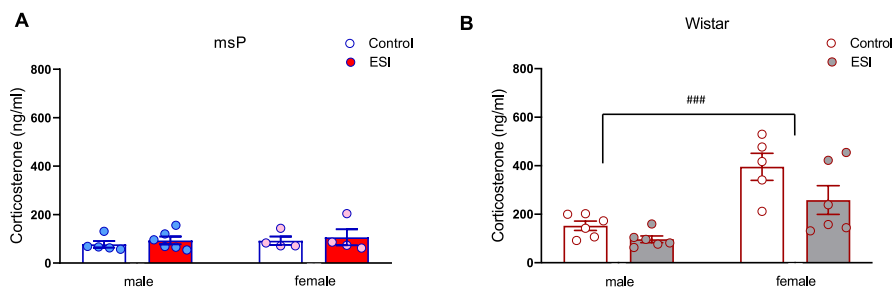 A
msP
Control
ESI
Corticosterone (ng/ml)
800
600
400
200
0
male
female
B
Wistar
Control
ESI
Corticosterone (ng/ml)
800
600
400
200
0
###
male
female